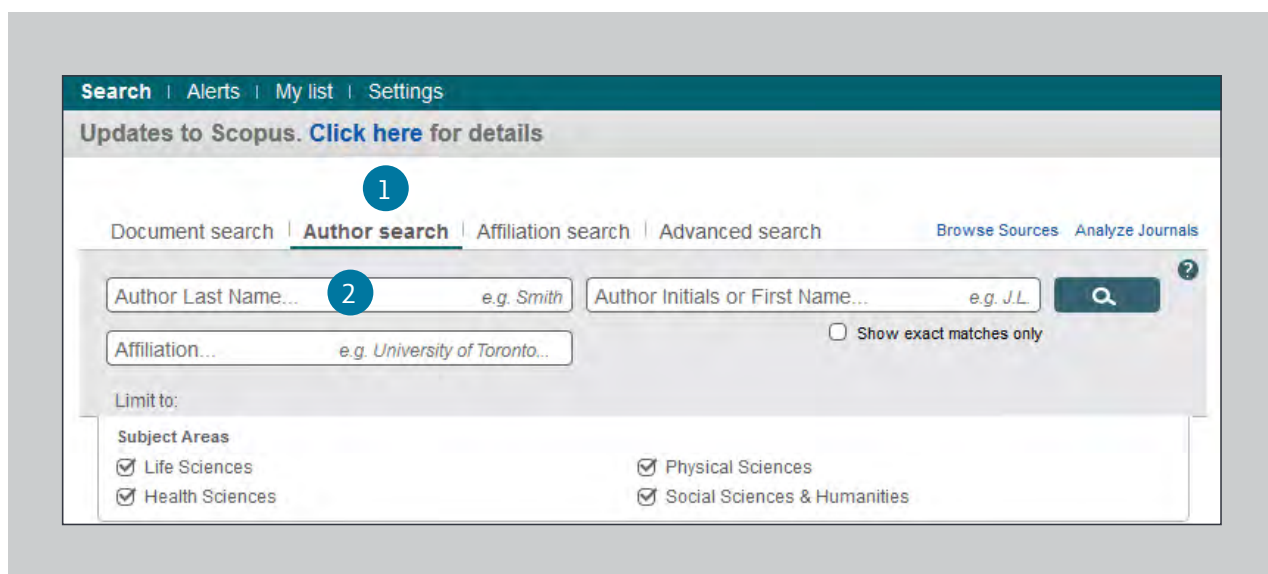 Search | Alerts | My list | Settings
Updates to Scopus. Click here for details
1
Document search | Author search | Affiliation search | Advanced search Browse Sources Analyze Journals
?
Author Last Name... 2 e.g. Smith Author Initials or First Name... e.g. J.L.
Show exact matches only
Affiliation... e.g. University of Toronto...
Limit to:
Subject Areas
Life Sciences Physical Sciences
Health Sciences Social Sciences & Humanities